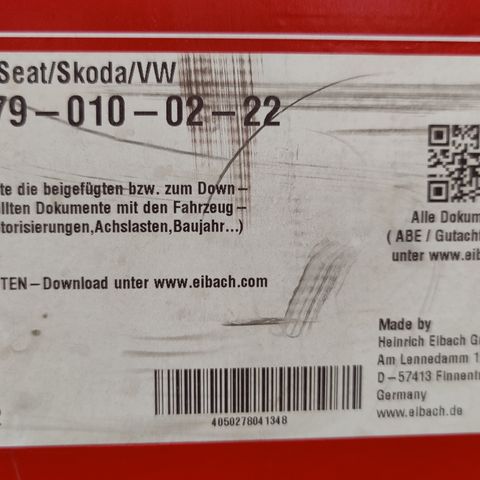 Seat/Skoda/VW
79-010-02-22
te die beigefügten bzw. zum Down-
llten Dokumente mit den Fahrzeug-
torisierungen,Achslasten,Baujahr...)
TEN-Download unter www.eibach.com
Alle Dokum
( ABE / Gutach
unter www.eib
Made by
Heinrich Eibach G
Am Lennedamm 1
D-57413 Finnent
Germany
www.eibach.de
4050278041348